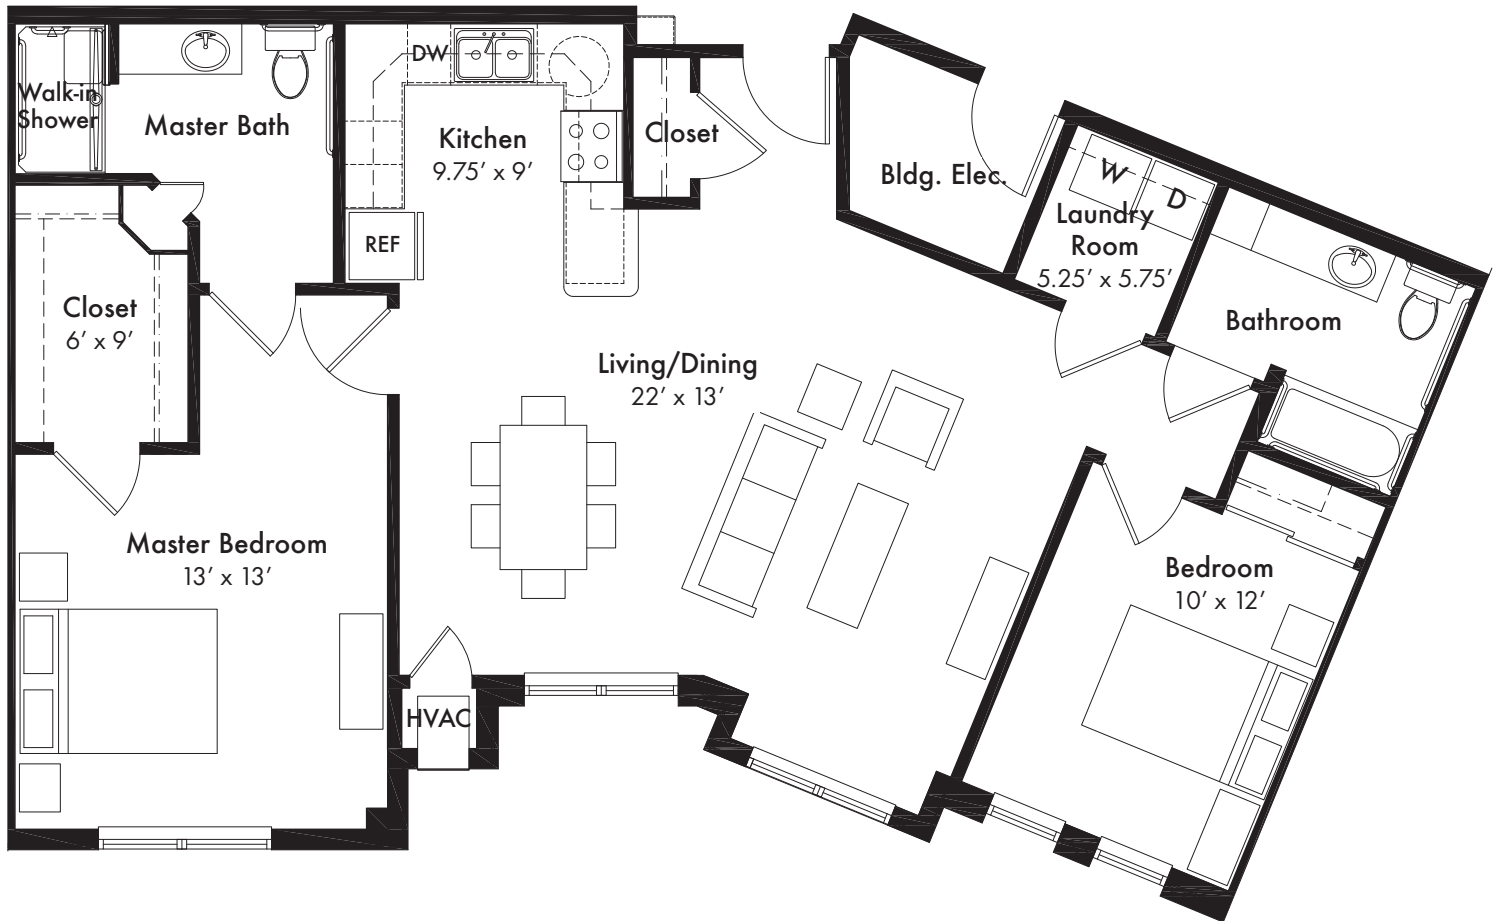 Walk-in
Shower
Master Bath
DW
Kitchen
9.75’ x 9’
REF
Closet
Bldg. Elec.
W
D
Laundry
Room
5.25’ x 5.75’
Bathroom
Closet
6’ x 9’
Living/Dining
22’ x 13’
Master Bedroom
13’ x 13’
Bedroom
10’ x 12’
HVAC